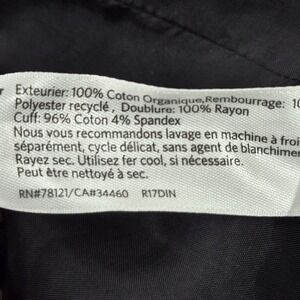 Exteurier: 100% Coton Organique, Rembourrage: 10
Polyester recyclé , Doublure: 100% Rayon
Cuff: 96% Coton 4% Spandex
Nous vous recommendons lavage en machine à froi
séparément, cycle délicat, sans agent de blanchimen
Rayez sec. Utilisez fer cool, si nécessaire.
Peut être nettoyé à sec.
RN#78121/CA#34460 R17DIN